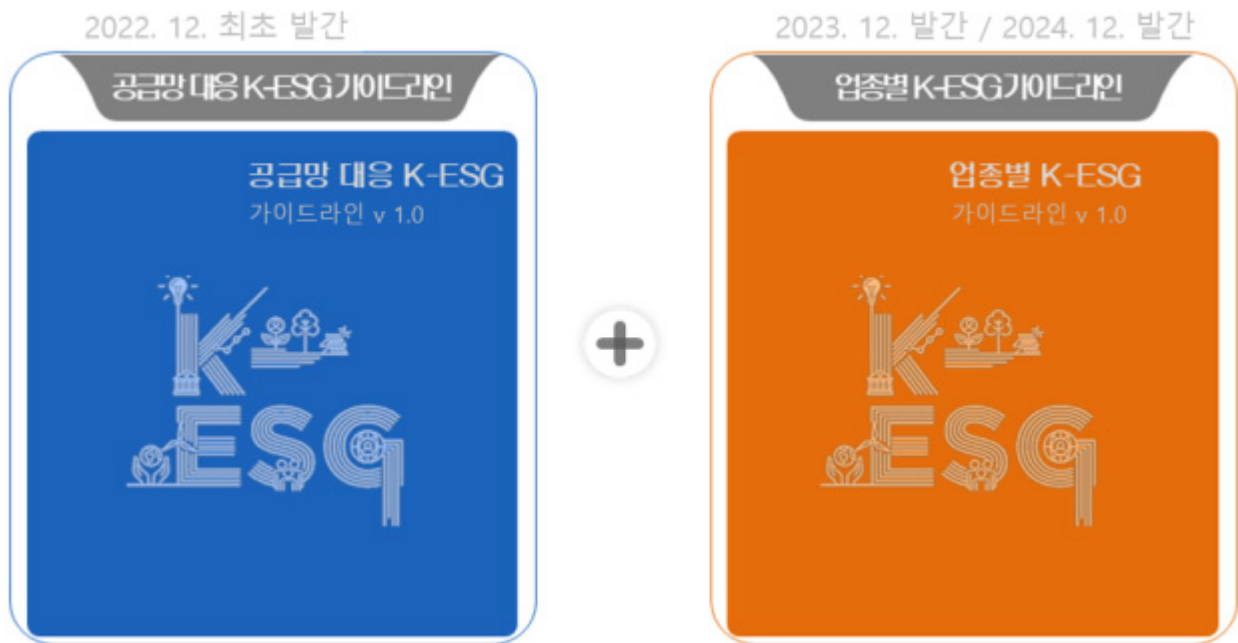 2022. 12. 최초 발간
공급망 대응 K-ESG 가이드라인
공급망 대응 K-ESG
가이드라인 v 1.0
K-
ESG
+
2023. 12. 발간 / 2024. 12. 발간
업종별 K-ESG 가이드라인
업종별 K-ESG
가이드라인 v 1.0
K-
ESG